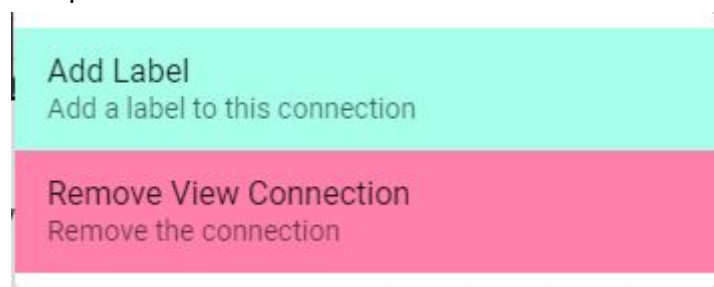 Add Label
Add a label to this connection
Remove View Connection
Remove the connection